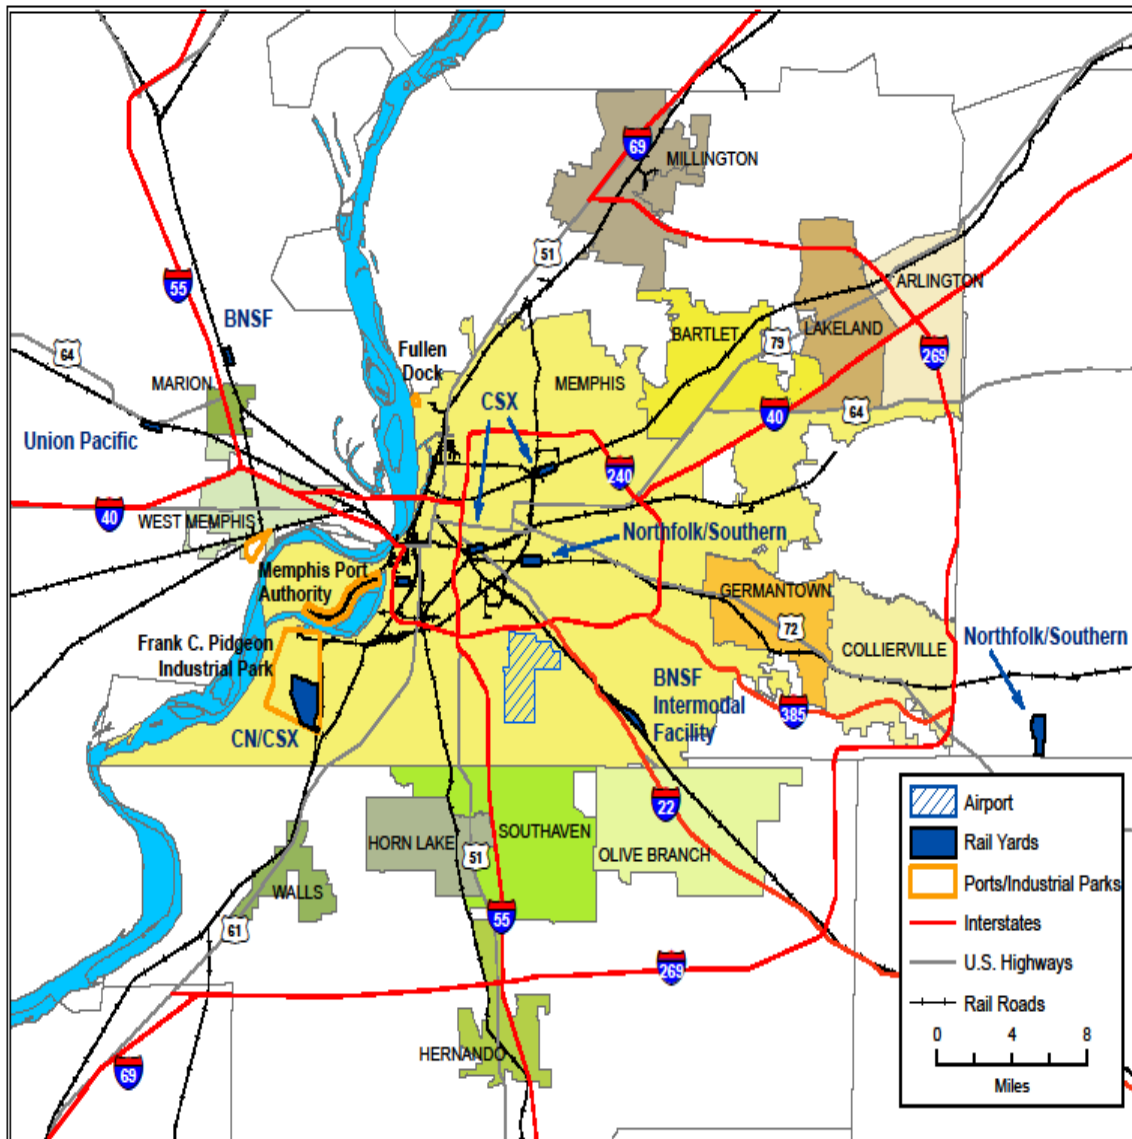 69
MILLINGTON
51
55
ARLINGTON
BNSF
BARTLET
LAKELAND
79
269
64
Fullen
Dock
MEMPHIS
MARION
CSX
40
64
Union Pacific
240
40
WEST MEMPHIS
Northfolk/Southern
Memphis Port
Authority
GERMANTOWN
72
Frank C. Pidgeon
Industrial Park
COLLIERVILLE
Northfolk/Southern
BNSF
Intermodal
Facility
385
CN/CSX
22
HORN LAKE
SOUTHAVEN
51
OLIVE BRANCH
WALLS
55
61
269
HERNANDO
69
Airport
Rail Yards
Ports/Industrial Parks
Interstates
U.S. Highways
Rail Roads
0 4 8
Miles